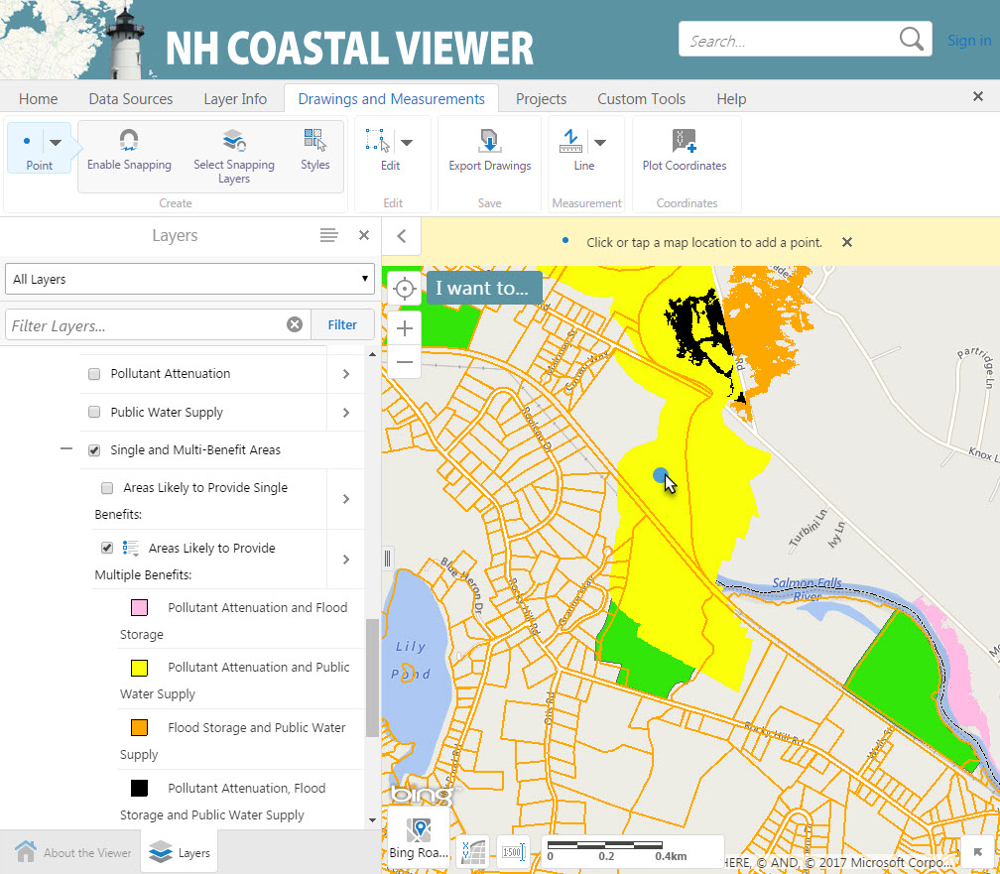 NH COASTAL VIEWER
Search...
Sign in
Home
Data Sources
Layer Info
Drawings and Measurements
Projects
Custom Tools
Help
Point
Enable Snapping
Select Snapping
Layers
Styles
Create
Edit
Edit
Export Drawings
Save
Line
Measurement
Plot Coordinates
Coordinates
Layers
Click or tap a map location to add a point.
All Layers
I want to...
Filter Layers...
Filter
Pollutant Attenuation
Public Water Supply
Single and Multi-Benefit Areas
Areas Likely to Provide Single
Benefits:
Areas Likely to Provide
Multiple Benefits:
Pollutant Attenuation and Flood
Storage
Pollutant Attenuation and Public
Water Supply
Flood Storage and Public Water
Supply
Pollutant Attenuation, Flood
Storage and Public Water Supply
About the Viewer
Layers
Rd
Partridge Ln
Knox L
Turbini Ln
Ivy Ln
Salmon Falls
River
Blue Heron Dr
Rocky Hill Rd
Lily
Pond
Rocky Hill Rd
bing
Bing Roa...
1:500
0
0.2
0.4km
HERE, © AND, © 2017 Microsoft Corpo...